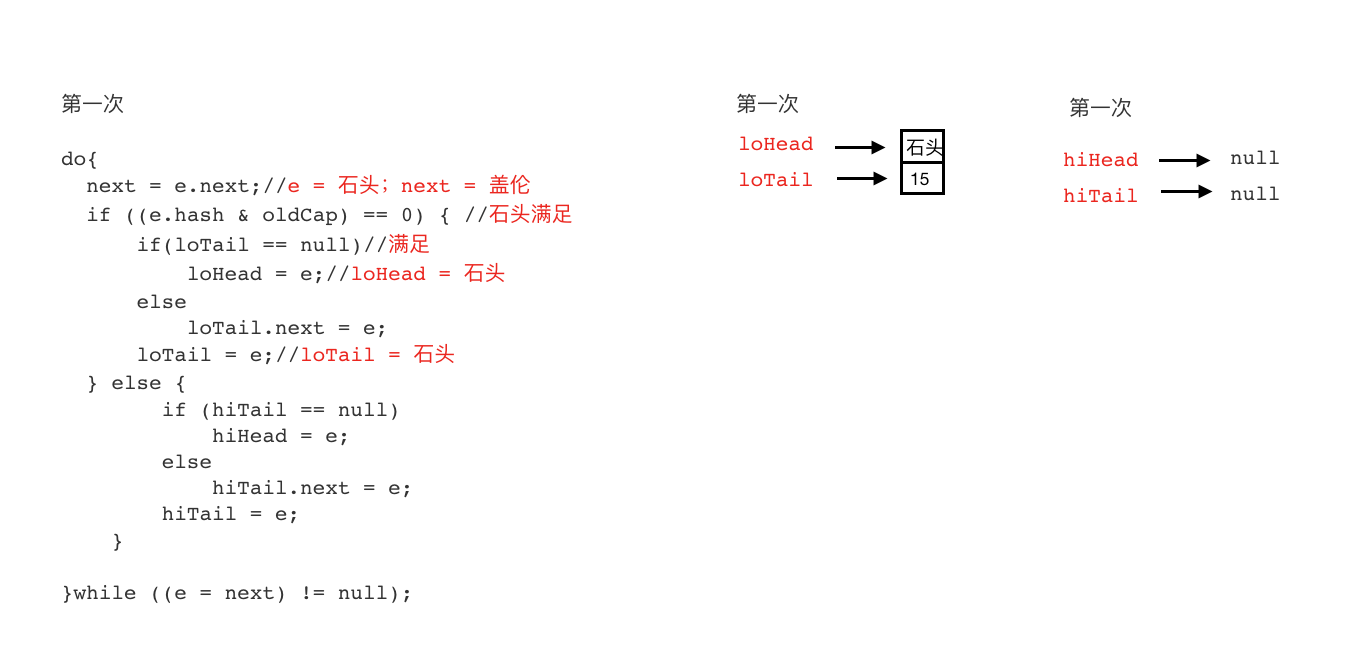 第一次
do{
next = e.next;//e = 石头；next = 盖伦
if ((e.hash & oldCap) == 0) { //石头满足
if(loTail == null)//满足
loHead = e;//loHead = 石头
else
loTail.next = e;
loTail = e;//loTail = 石头
} else {
if (hiTail == null)
hiHead = e;
else
hiTail.next = e;
hiTail = e;
}
}while ((e = next) != null);
第一次
loHead
石头
loTail
15
第一次
hiHead
null
hiTail
null